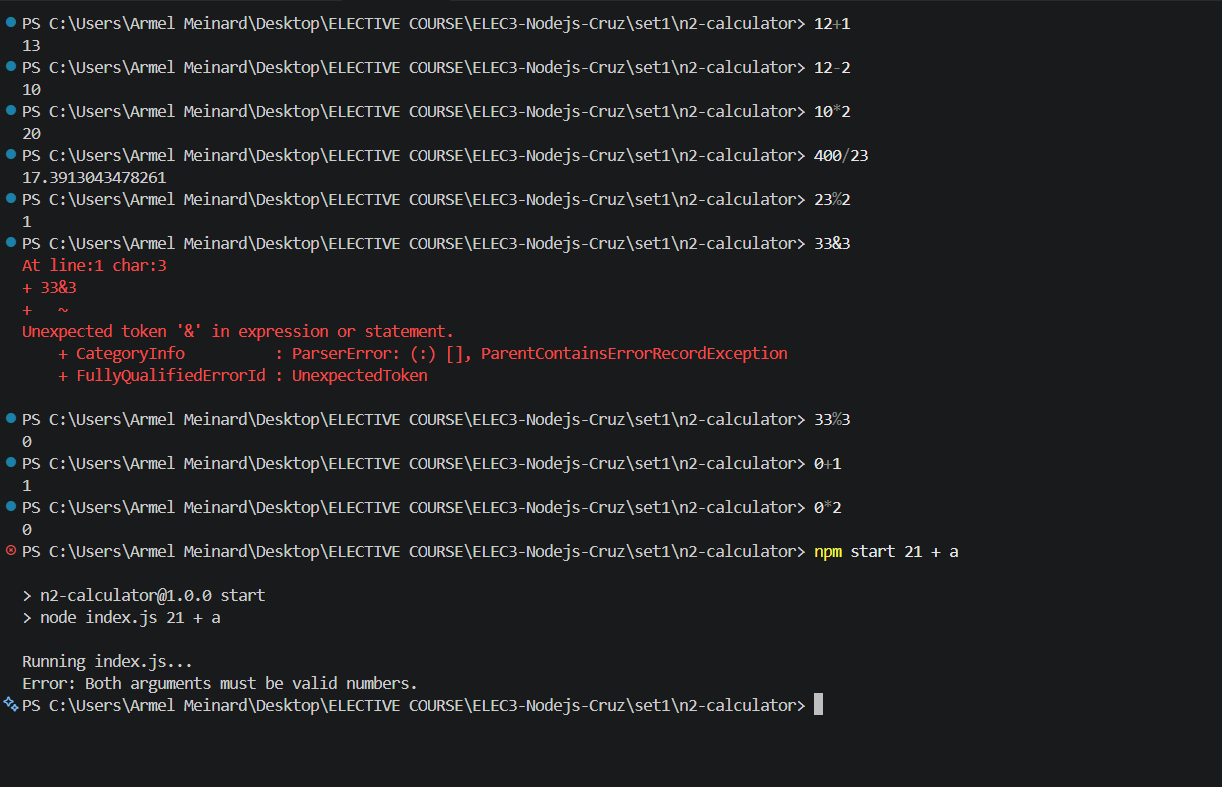 PS C:\Users\Armel Meinard\Desktop\ELECTIVE COURSE\ELEC3-Nodejs-Cruz\set1\n2-calculator> 12+1
13
PS C:\Users\Armel Meinard\Desktop\ELECTIVE COURSE\ELEC3-Nodejs-Cruz\set1\n2-calculator> 12-2
10
PS C:\Users\Armel Meinard\Desktop\ELECTIVE COURSE\ELEC3-Nodejs-Cruz\set1\n2-calculator> 10*2
20
PS C:\Users\Armel Meinard\Desktop\ELECTIVE COURSE\ELEC3-Nodejs-Cruz\set1\n2-calculator> 400/23
17.3913043478261
PS C:\Users\Armel Meinard\Desktop\ELECTIVE COURSE\ELEC3-Nodejs-Cruz\set1\n2-calculator> 23%2
1
PS C:\Users\Armel Meinard\Desktop\ELECTIVE COURSE\ELEC3-Nodejs-Cruz\set1\n2-calculator> 33&3
At line:1 char:3
+ 33&3
+   ~
Unexpected token '&' in expression or statement.
    + CategoryInfo          : ParserError: (:) [], ParentContainsErrorRecordException
    + FullyQualifiedErrorId : UnexpectedToken

PS C:\Users\Armel Meinard\Desktop\ELECTIVE COURSE\ELEC3-Nodejs-Cruz\set1\n2-calculator> 33%3
0
PS C:\Users\Armel Meinard\Desktop\ELECTIVE COURSE\ELEC3-Nodejs-Cruz\set1\n2-calculator> 0+1
1
PS C:\Users\Armel Meinard\Desktop\ELECTIVE COURSE\ELEC3-Nodejs-Cruz\set1\n2-calculator> 0*2
0
PS C:\Users\Armel Meinard\Desktop\ELECTIVE COURSE\ELEC3-Nodejs-Cruz\set1\n2-calculator> npm start 21 + a

> n2-calculator@1.0.0 start
> node index.js 21 + a

Running index.js...
Error: Both arguments must be valid numbers.
PS C:\Users\Armel Meinard\Desktop\ELECTIVE COURSE\ELEC3-Nodejs-Cruz\set1\n2-calculator>